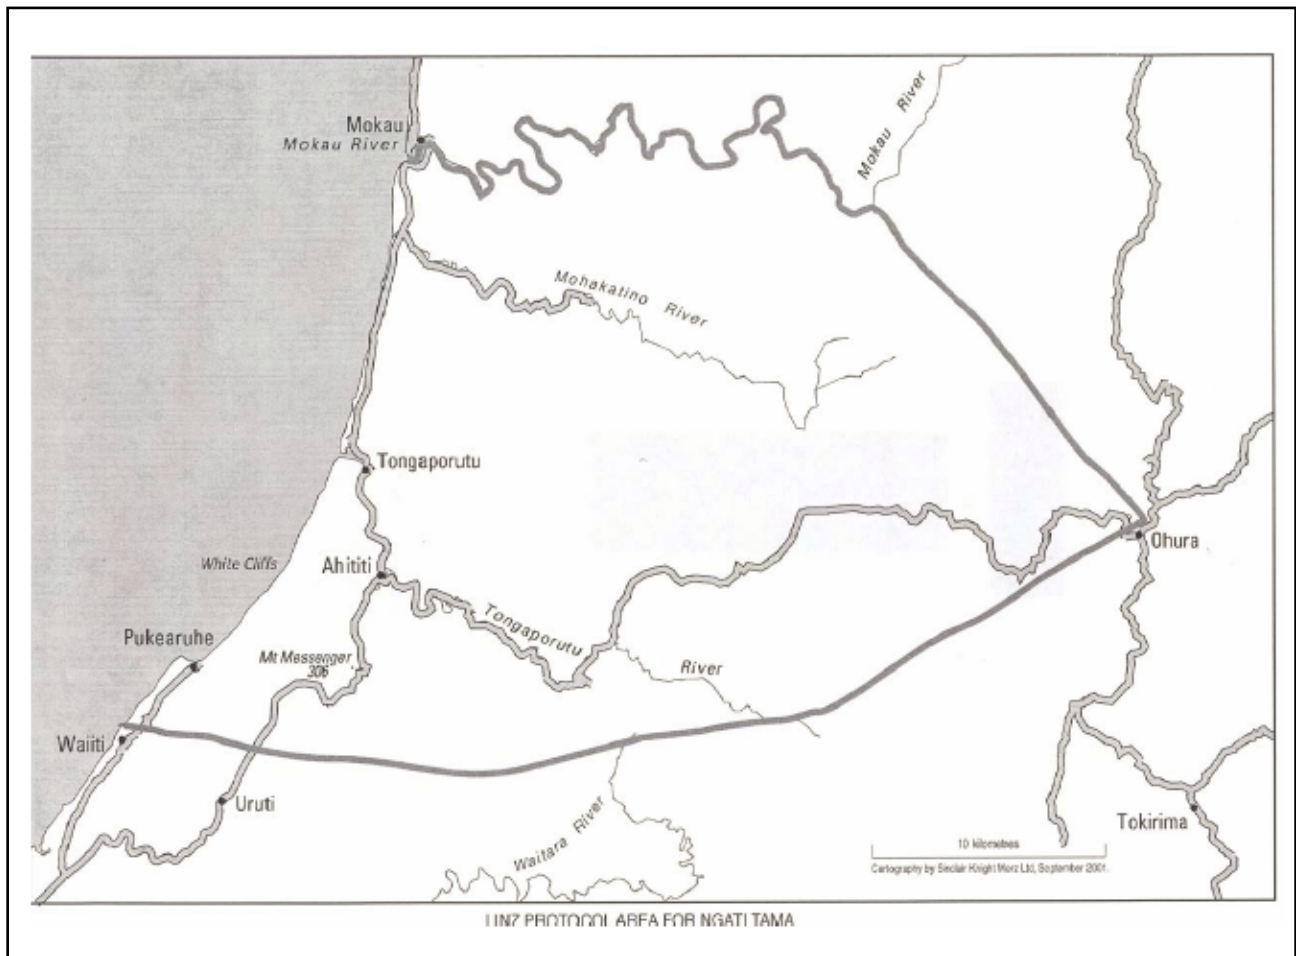 Mokau
Mokau River
Mokau River
Mohakatino River
Tongaporutu
White Cliffs
Ahititi
Ohura
Pukearuhe
Mt Messenger
306
Tongaporutu River
Waiiti
Uruti
Waitara River
Tokirima
10 kilometres
Cartography by Sinclair Knight Merz Ltd, September 2001.
LINZ PROTOCOL AREA FOR NGATI TAMA